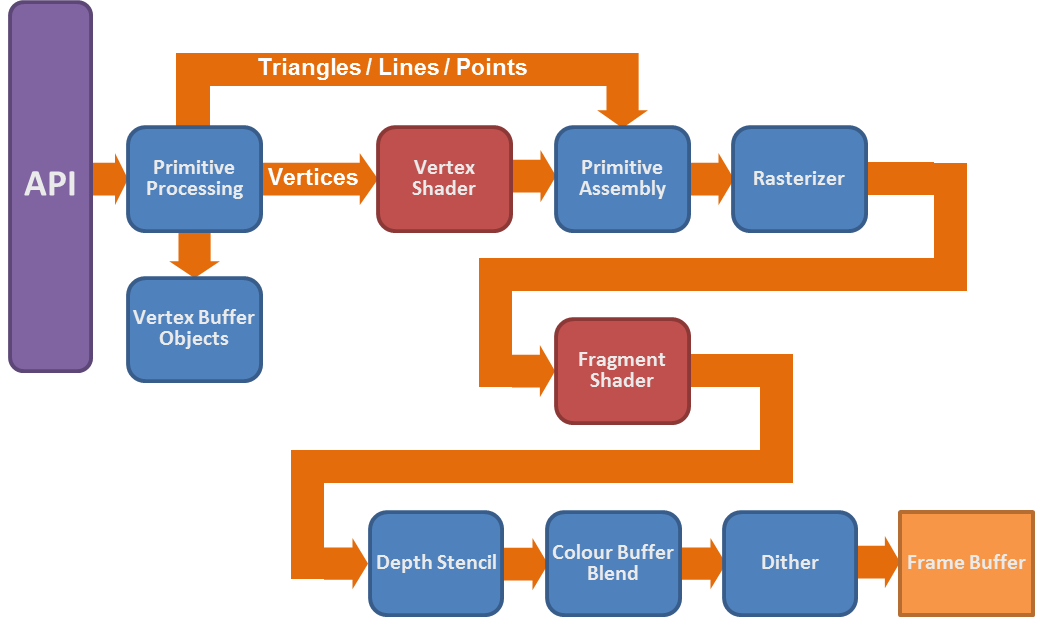 Triangles / Lines / Points
API
Primitive
Processing
Vertices
Vertex
Shader
Primitive
Assembly
Rasterizer
Vertex Buffer
Objects
Fragment
Shader
Depth Stencil
Colour Buffer
Blend
Dither
Frame Buffer